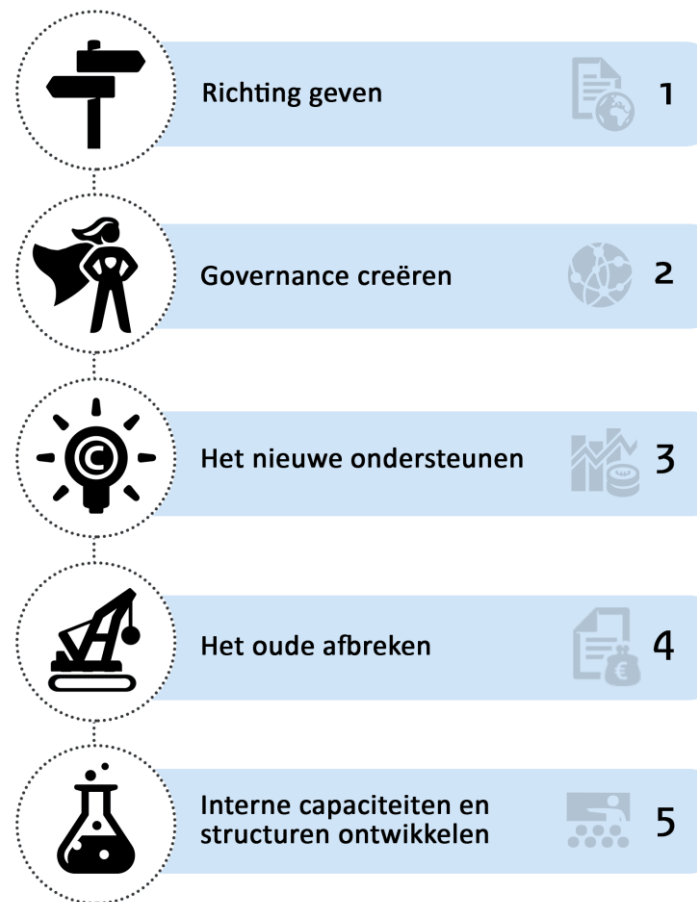 Richting geven
1
Governance creëren
2
Het nieuwe ondersteunen
3
Het oude afbreken
€
4
Interne capaciteiten en
structuren ontwikkelen
5